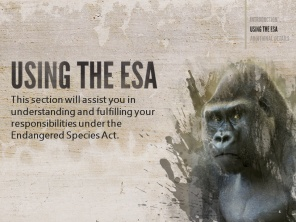 INTRODUCTION
USING THE ESA
USING THE ESA
This section will assist you in
understanding and fulfilling your
responsibilities under the
Endangered Species Act.